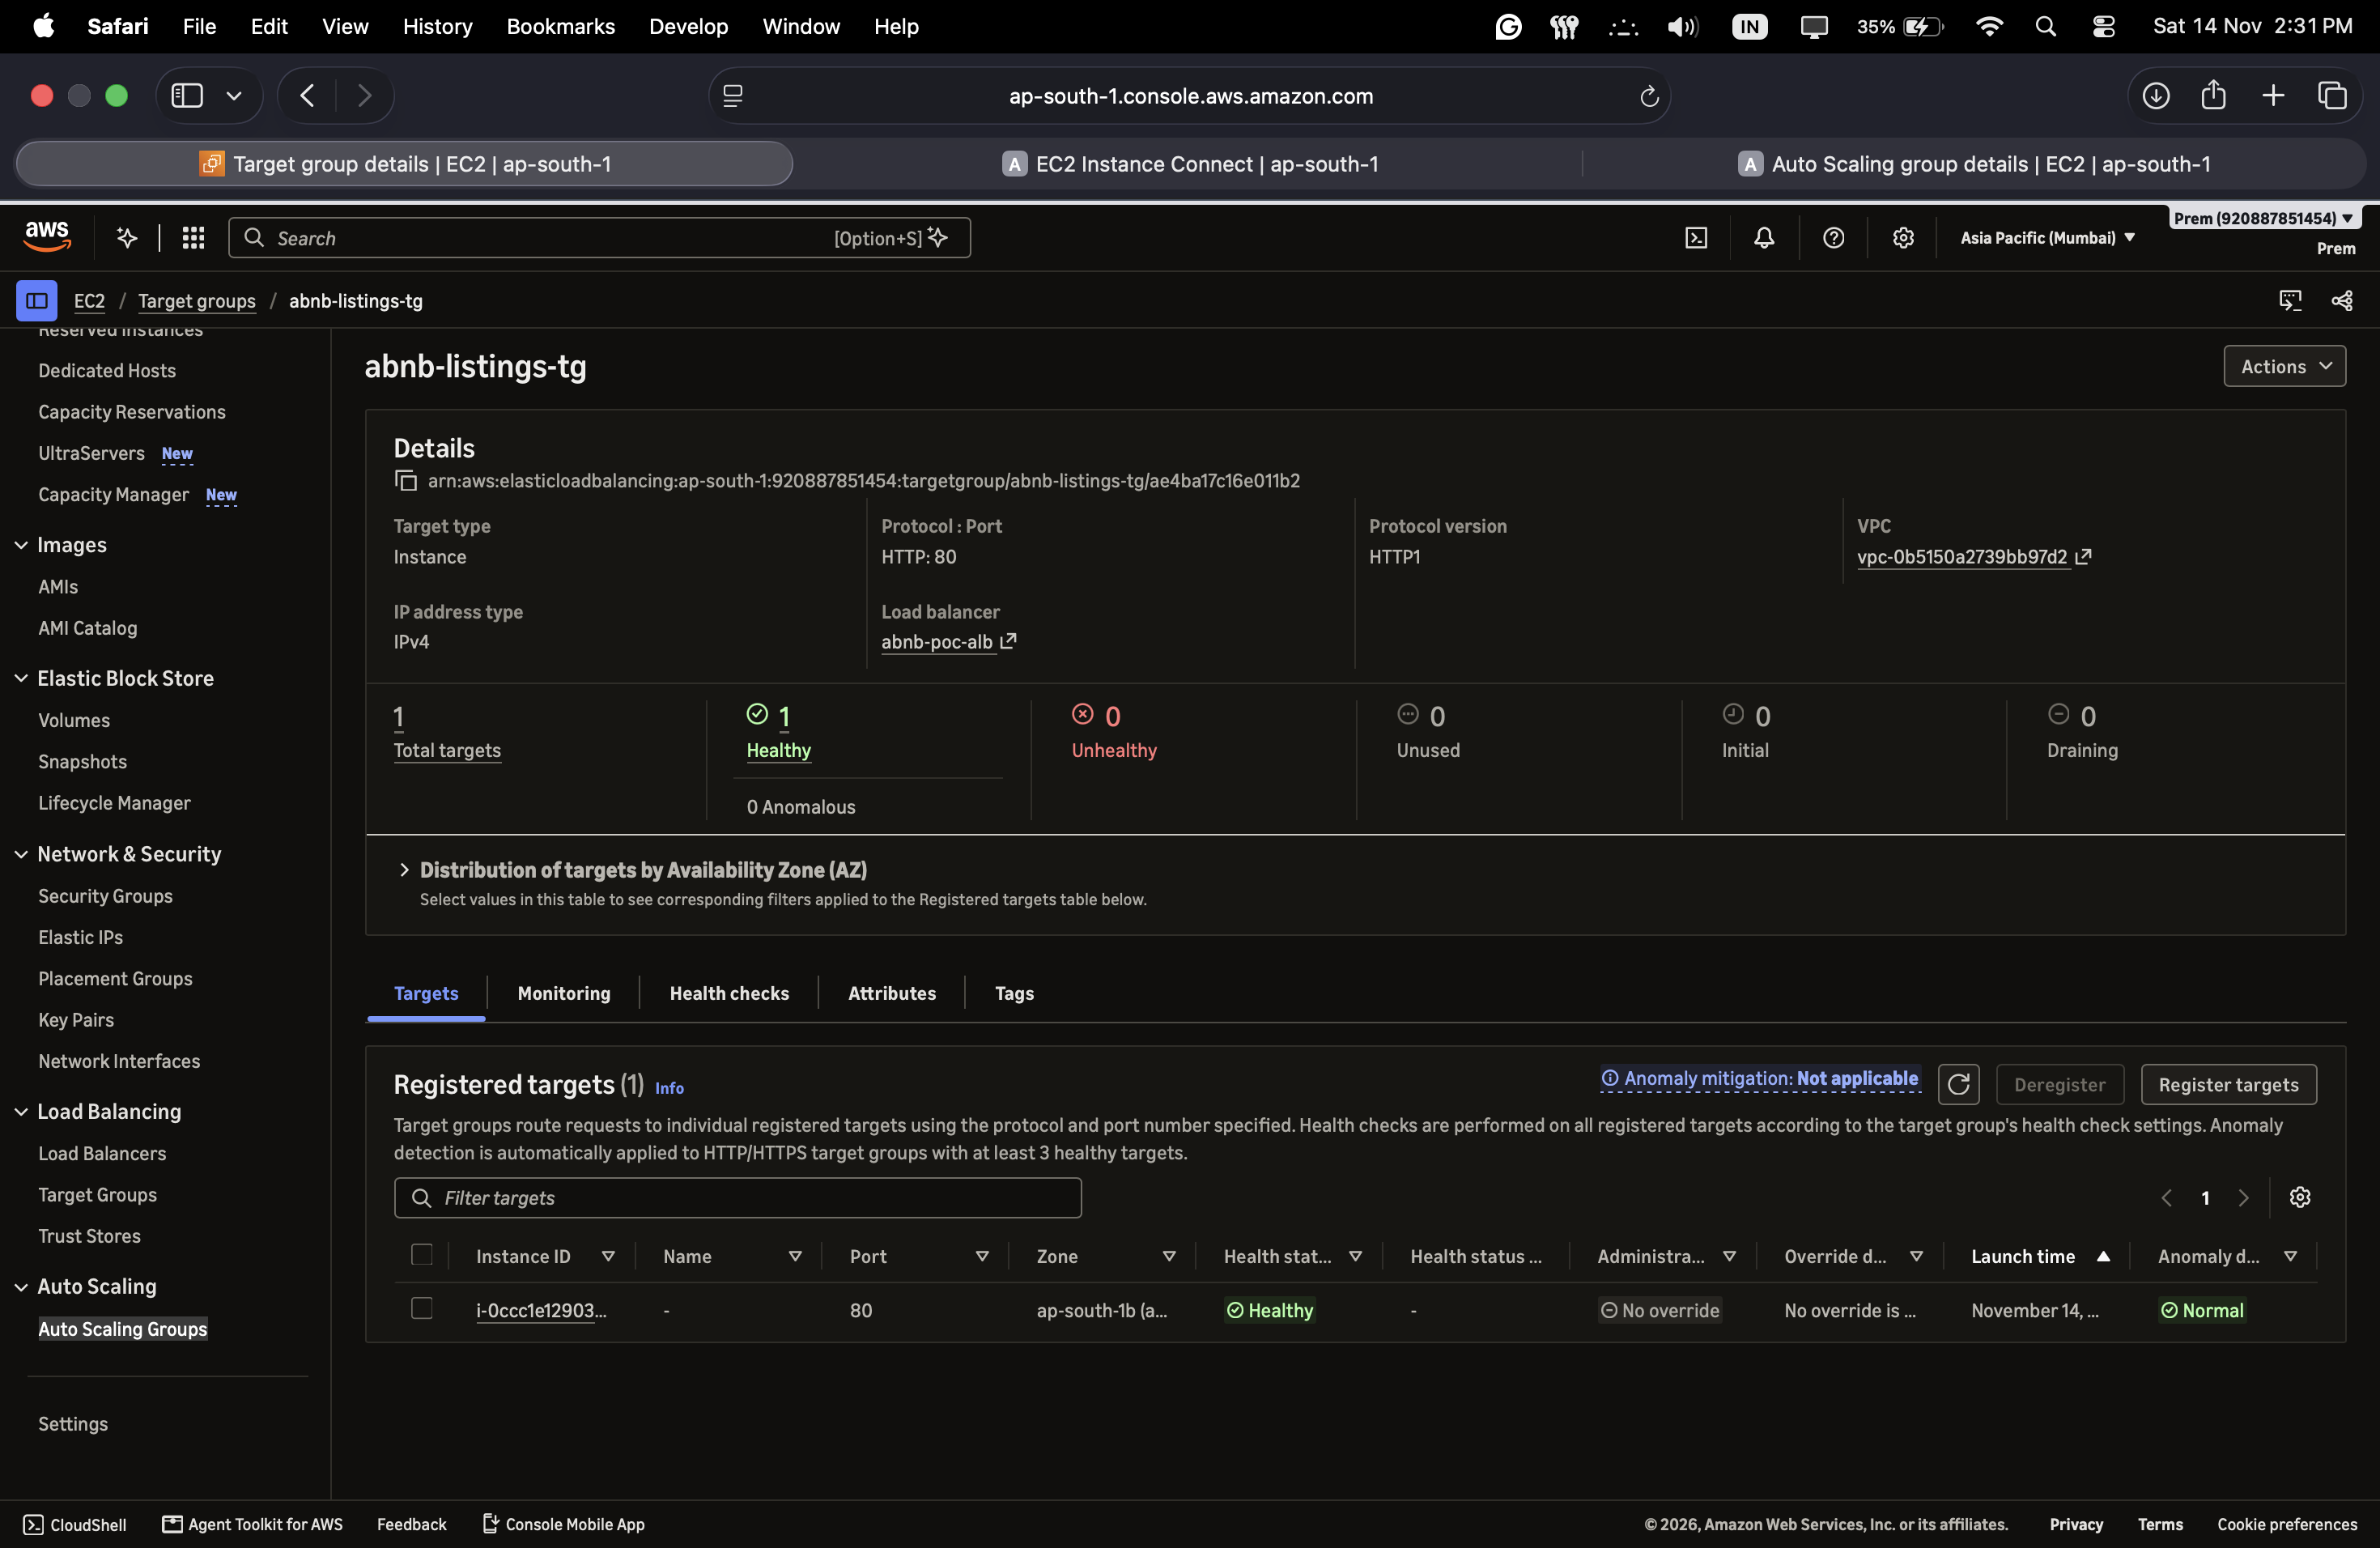 Safari File Edit View History Bookmarks Develop Window Help IN 35% Sat 14 Nov 2:31 PM
ap-south-1.console.aws.amazon.com
Target group details | EC2 | ap-south-1
A EC2 Instance Connect | ap-south-1
A Auto Scaling group details | EC2 | ap-south-1
aws Search [Option+S] Asia Pacific (Mumbai) Prem (920887851454)
Prem
EC2 / Target groups / abnb-listings-tg
Reserved Instances
Dedicated Hosts
Capacity Reservations
UltraServers New
Capacity Manager New
Images
AMIs
AMI Catalog
Elastic Block Store
Volumes
Snapshots
Lifecycle Manager
Network & Security
Security Groups
Elastic IPs
Placement Groups
Key Pairs
Network Interfaces
Load Balancing
Load Balancers
Target Groups
Trust Stores
Auto Scaling
Auto Scaling Groups
Settings
abnb-listings-tg
Actions
Details
arn:aws:elasticloadbalancing:ap-south-1:920887851454:targetgroup/abnb-listings-tg/ae4ba17c16e011b2
Target type
Instance
Protocol : Port
HTTP: 80
Protocol version
HTTP1
VPC
vpc-0b5150a2739bb97d2
IP address type
IPv4
Load balancer
abnb-poc-alb
1
Total targets
1
Healthy
0 Anomalous
0
Unhealthy
0
Unused
0
Initial
0
Draining
Distribution of targets by Availability Zone (AZ)
Select values in this table to see corresponding filters applied to the Registered targets table below.
Targets Monitoring Health checks Attributes Tags
Registered targets (1) Info
Anomaly mitigation: Not applicable Deregister Register targets
Target groups route requests to individual registered targets using the protocol and port number specified. Health checks are performed on all registered targets according to the target group's health check settings. Anomaly
detection is automatically applied to HTTP/HTTPS target groups with at least 3 healthy targets.
Filter targets
1
Instance ID Name Port Zone Health stat... Health status ... Administra... Override d... Launch time Anomaly d...
i-0ccc1e12903... - 80 ap-south-1b (a... Healthy - No override No override is ... November 14, ... Normal
CloudShell Agent Toolkit for AWS Feedback Console Mobile App © 2026, Amazon Web Services, Inc. or its affiliates. Privacy Terms Cookie preferences